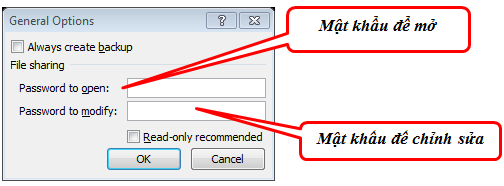 General Options
Always create backup
File sharing
Password to open:
Password to modify:
Read-only recommended
OK Cancel
Mật khẩu để mở
Mật khẩu để chỉnh sửa